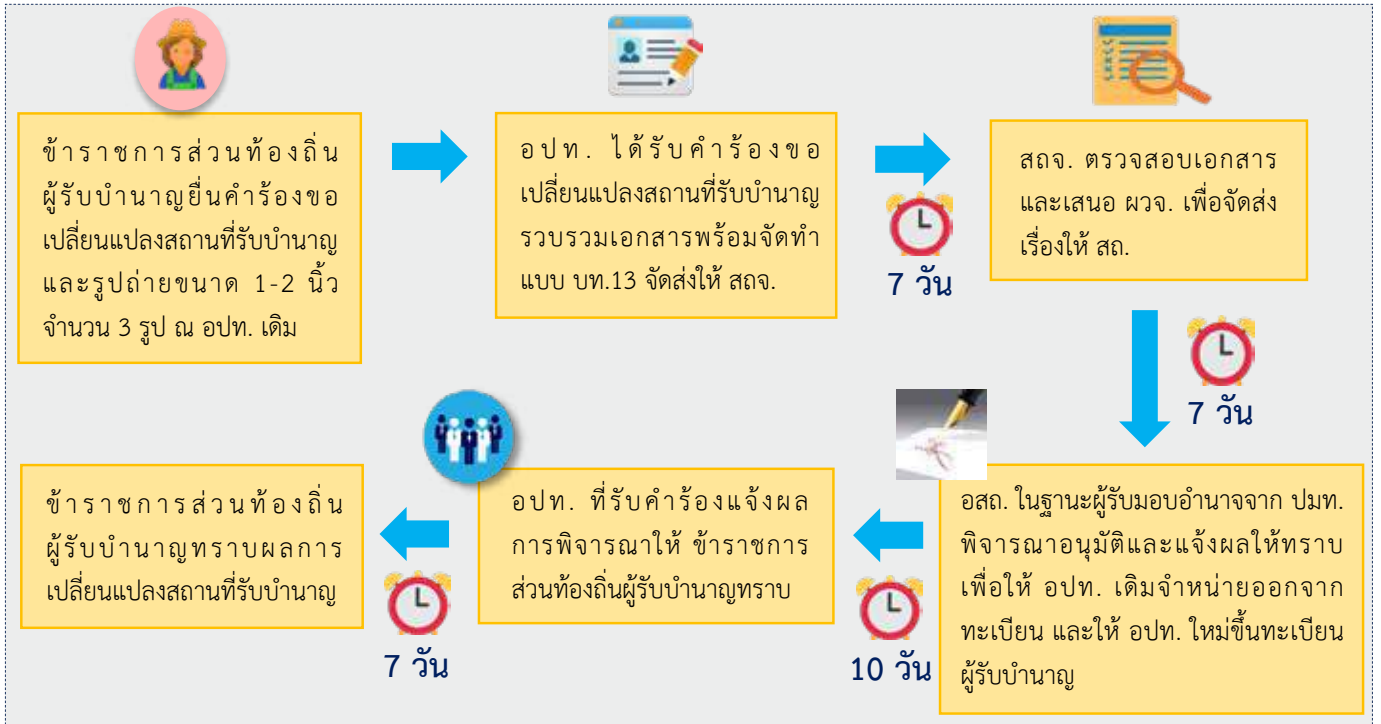 ข้าราชการส่วนท้องถิ่น
ผู้รับบำนาญยื่นคำร้องขอ
เปลี่ยนแปลงสถานที่รับบำนาญ
และรูปถ่ายขนาด 1-2 นิ้ว
จำนวน 3 รูป ณ อปท. เดิม
อปท. ได้รับคำร้องขอ
เปลี่ยนแปลงสถานที่รับบำนาญ
รวบรวมเอกสารพร้อมจัดทำ
แบบ บท.13 จัดส่งให้ สถจ.
7 วัน
สถจ. ตรวจสอบเอกสาร
และเสนอ ผวจ. เพื่อจัดส่ง
เรื่องให้ สถ.
7 วัน
อสถ. ในฐานะผู้รับมอบอำนาจจาก ปมท.
พิจารณาอนุมัติและแจ้งผลให้ทราบ
เพื่อให้ อปท. เดิมจำหน่ายออกจาก
ทะเบียน และให้ อปท. ใหม่ขึ้นทะเบียน
ผู้รับบำนาญ
10 วัน
อปท. ที่รับคำร้องแจ้งผล
การพิจารณาให้ ข้าราชการ
ส่วนท้องถิ่นผู้รับบำนาญทราบ
7 วัน
ข้าราชการส่วนท้องถิ่น
ผู้รับบำนาญทราบผลการ
เปลี่ยนแปลงสถานที่รับบำนาญ